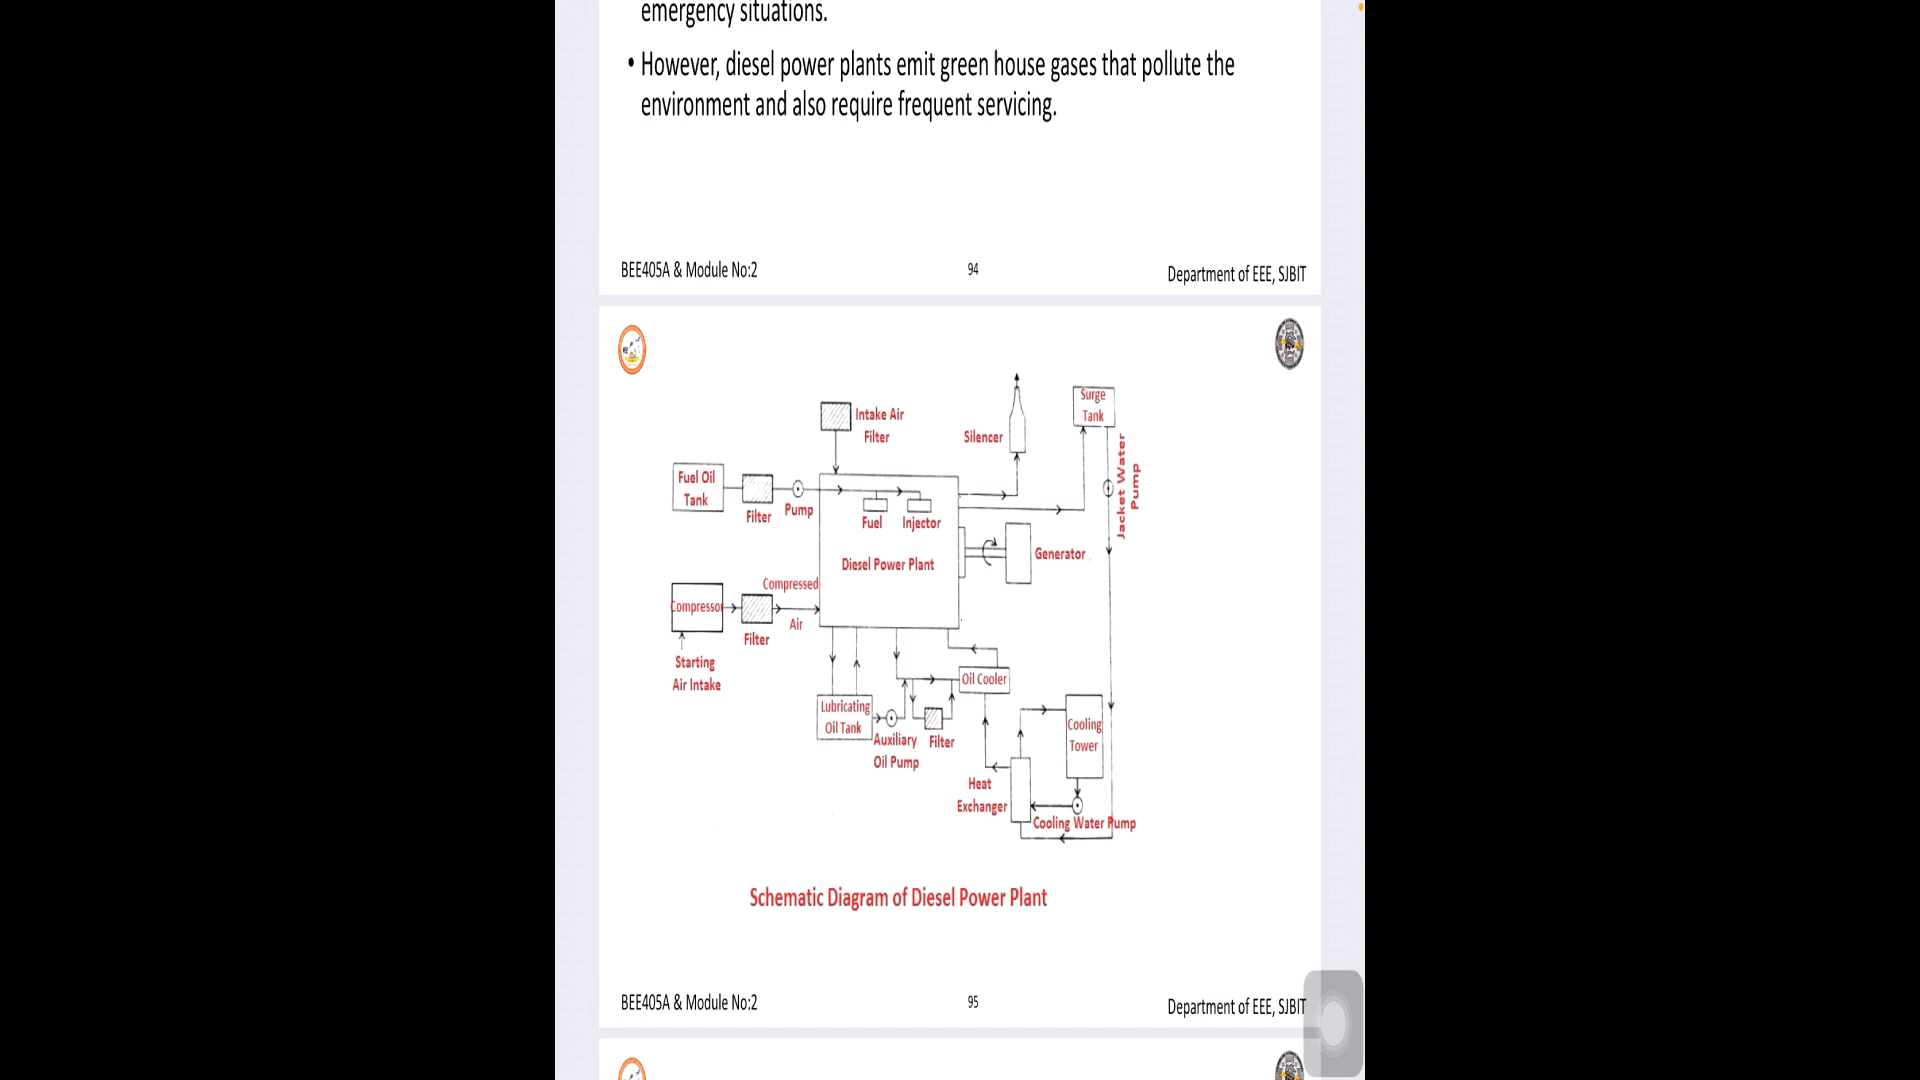 emergency situations.
• However, diesel power plants emit green house gases that pollute the
environment and also require frequent servicing.
BEE405A & Module No:2
94
Department of EEE, SJBIT
Surge
Tank
Intake Air
Filter
Silencer
Jacket Water
Pump
Fuel Oil
Tank
Filter
Pump
Fuel
Injector
Generator
Diesel Power Plant
Compressed
Compressor
Air
Filter
Starting
Air Intake
Oil Cooler
Lubricating
Oil Tank
Cooling
Tower
Auxiliary
Oil Pump
Filter
Heat
Exchanger
Cooling Water Pump
Schematic Diagram of Diesel Power Plant
BEE405A & Module No:2
95
Department of EEE, SJBIT